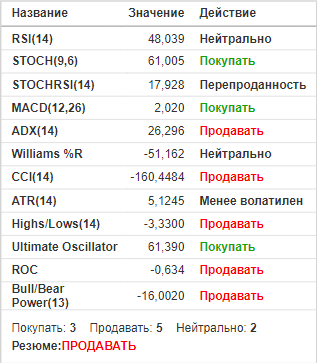 Название Значение Действие
RSI(14) 48,039 Нейтрально
STOCH(9,6) 61,005 Покупать
STOCHRSI(14) 17,928 Перепроданность
MACD(12,26) 2,020 Покупать
ADX(14) 26,296 Продавать
Williams %R -51,162 Нейтрально
CCI(14) -160,4484 Продавать
ATR(14) 5,1245 Менее волатилен
Highs/Lows(14) -3,3300 Продавать
Ultimate Oscillator 61,390 Покупать
ROC -0,634 Продавать
Bull/Bear
Power(13) -16,0020 Продавать
Покупать: 3 Продавать: 5 Нейтрально: 2
Резюме:ПРОДАВАТЬ